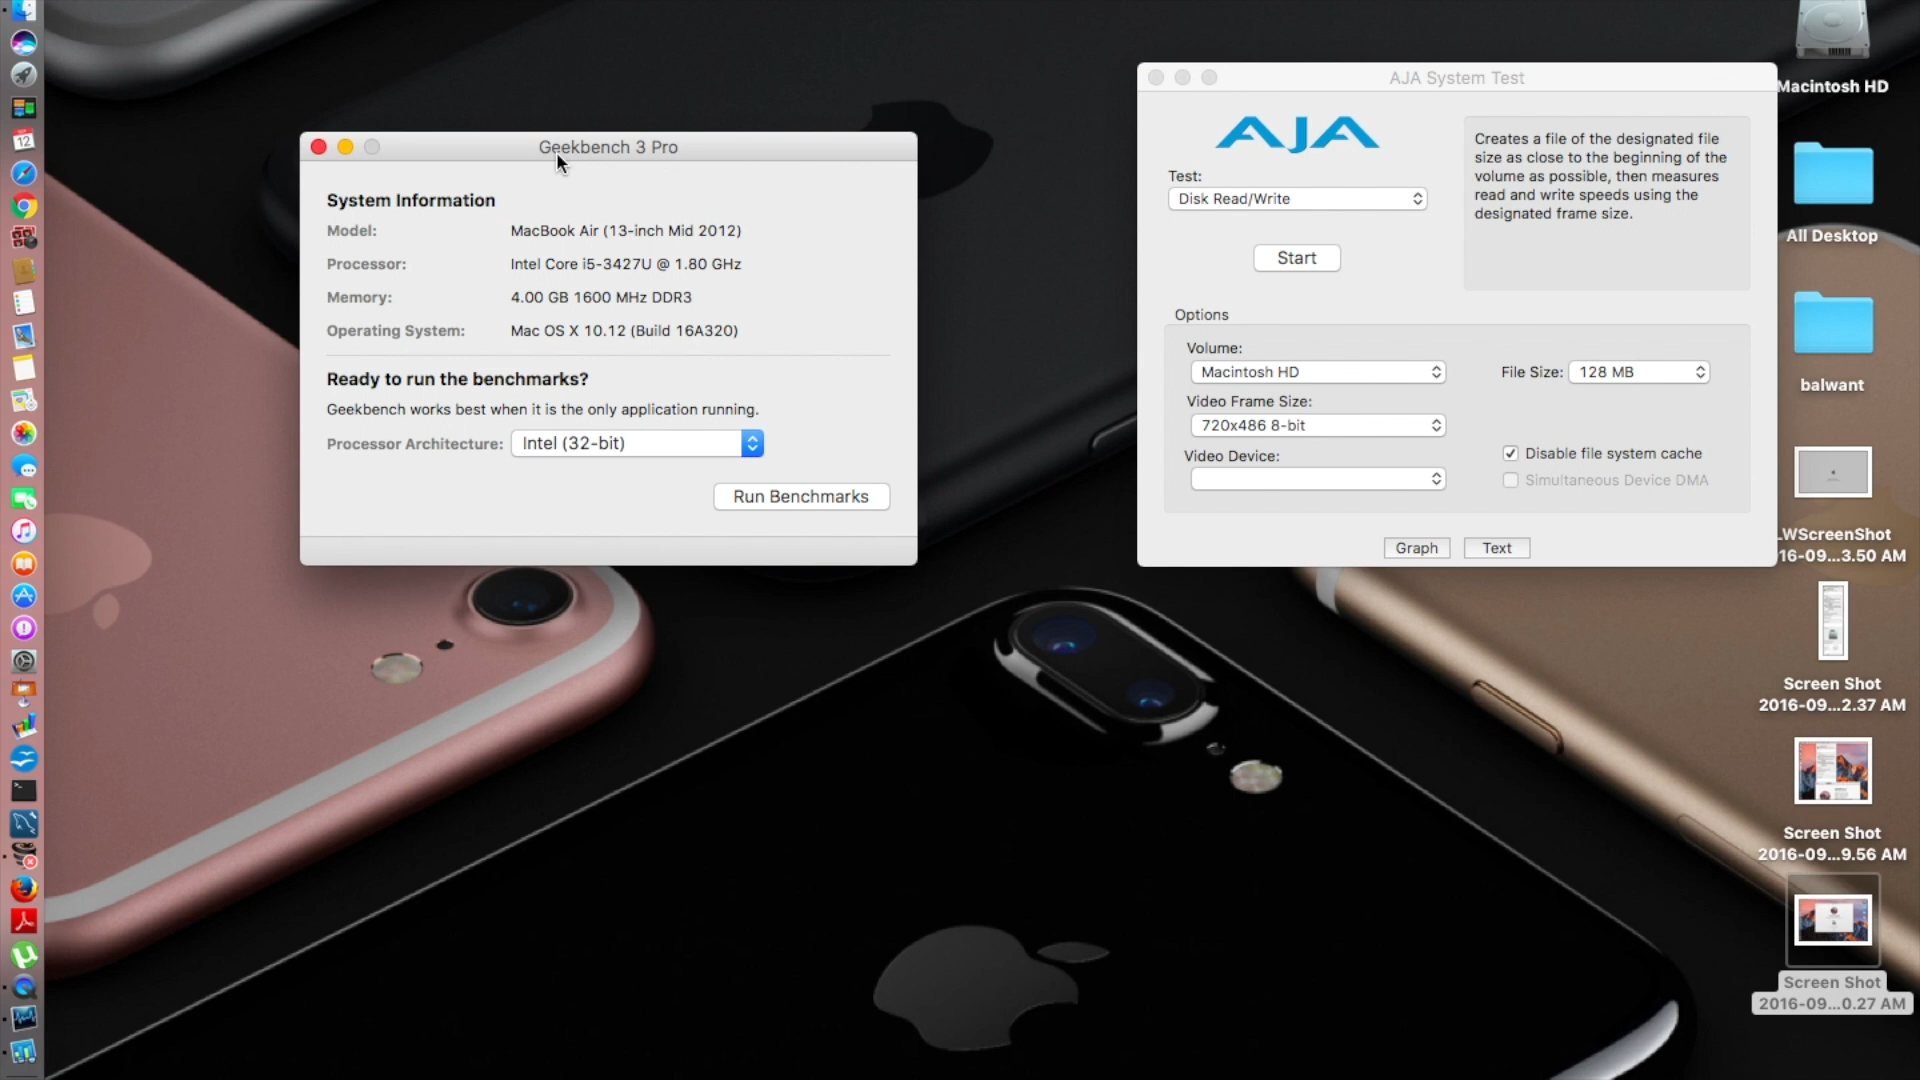 Geekbench 3 Pro
System Information
Model: MacBook Air (13-inch Mid 2012)
Processor: Intel Core i5-3427U @ 1.80 GHz
Memory: 4.00 GB 1600 MHz DDR3
Operating System: Mac OS X 10.12 (Build 16A320)
Ready to run the benchmarks?
Geekbench works best when it is the only application running.
Processor Architecture: Intel (32-bit)
Run Benchmarks
AJA System Test
AJA
Test:
Disk Read/Write
Start
Creates a file of the designated file
size as close to the beginning of the
volume as possible, then measures
read and write speeds using the
designated frame size.
Options
Volume:
Macintosh HD
File Size: 128 MB
Video Frame Size:
720x486 8-bit
Video Device:
Disable file system cache
Simultaneous Device DMA
Graph Text
Macintosh HD
All Desktop
balwant
LWScreenShot
16-09...3.50 AM
Screen Shot
2016-09...2.37 AM
Screen Shot
2016-09...9.56 AM
Screen Shot
2016-09...0.27 AM
12